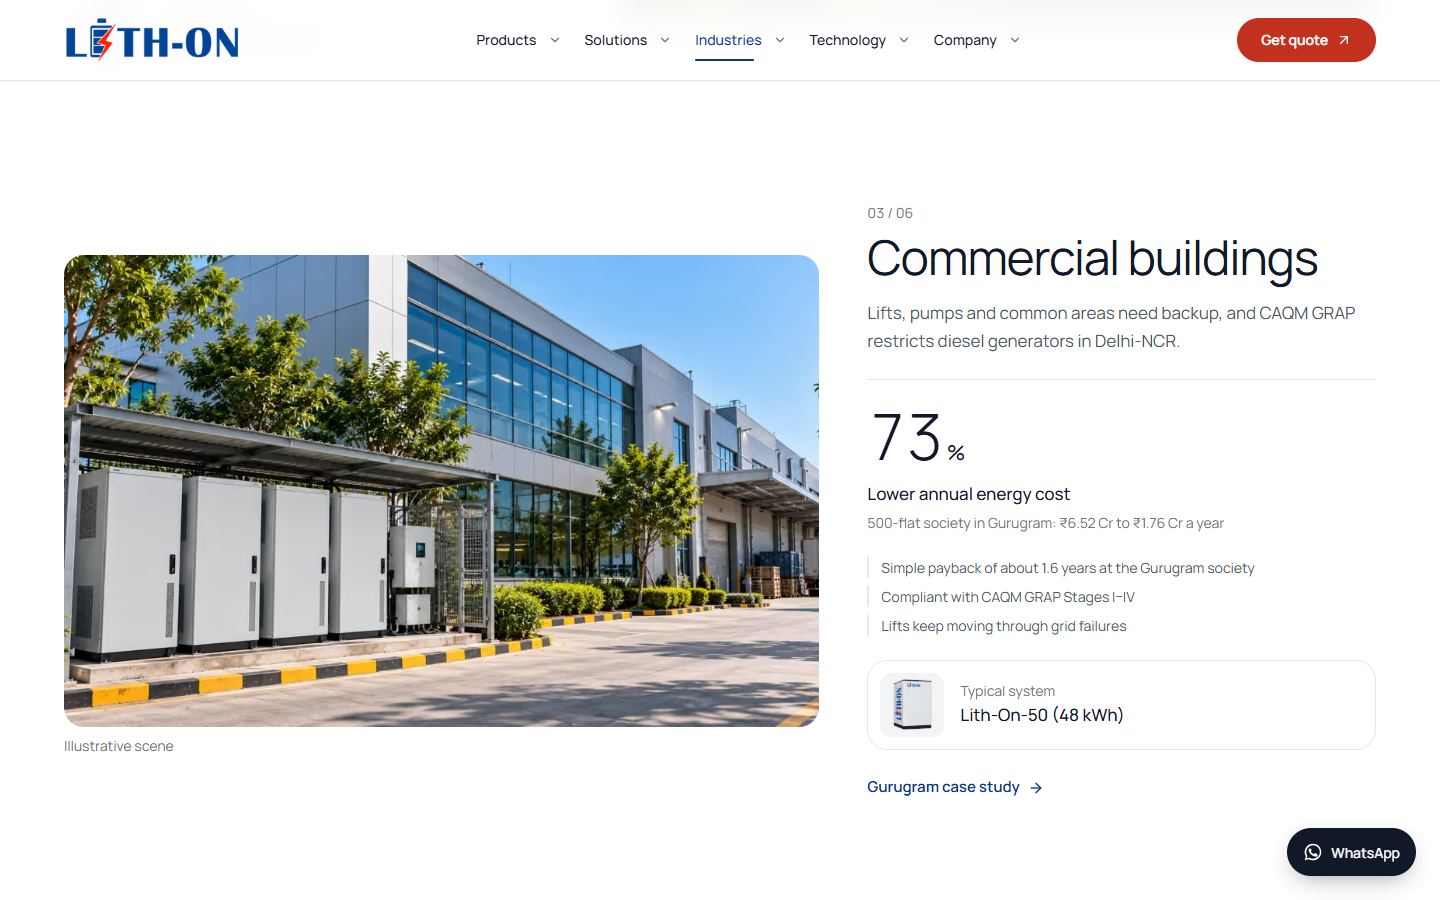 LITH-ON
Products
Solutions
Industries
Technology
Company
Get quote
03 / 06
Commercial buildings
Lifts, pumps and common areas need backup, and CAQM GRAP
restricts diesel generators in Delhi-NCR.
73 %
Lower annual energy cost
500-flat society in Gurugram: ₹6.52 Cr to ₹1.76 Cr a year
Simple payback of about 1.6 years at the Gurugram society
Compliant with CAQM GRAP Stages I–IV
Lifts keep moving through grid failures
Typical system
Lith-On-50 (48 kWh)
Illustrative scene
Gurugram case study
WhatsApp